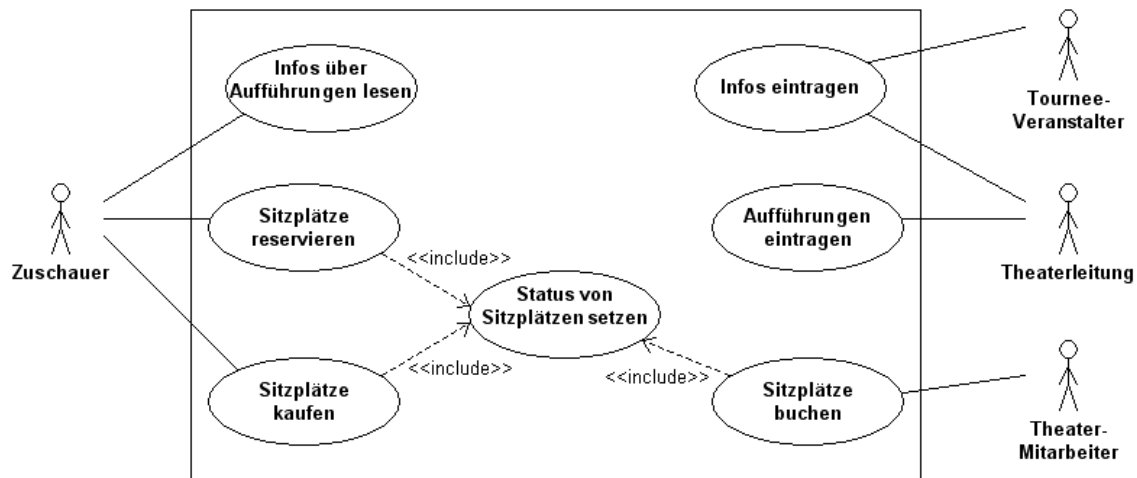 Infos über
Aufführungen lesen
Infos eintragen
Tournee-
Veranstalter
Sitzplätze
reservieren
Aufführungen
eintragen
Zuschauer
Theaterleitung
<<include>>
Status von
Sitzplätzen setzen
<<include>>
<<include>>
Sitzplätze
kaufen
Sitzplätze
buchen
Theater-
Mitarbeiter